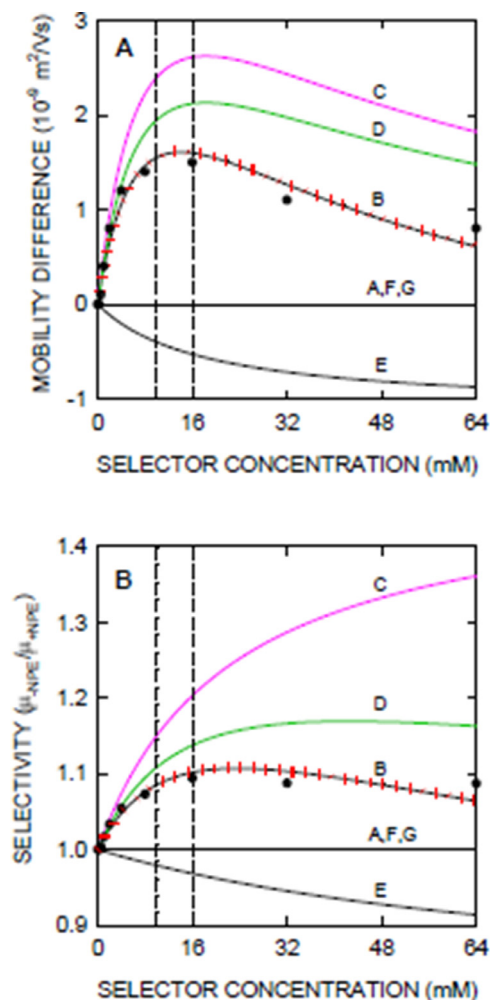 A
MOBILITY DIFFERENCE (10⁻⁹ m²/Vs)
3
2
1
0
-1
C
D
B
A,F,G
E
0 16 32 48 64
SELECTOR CONCENTRATION (mM)
B
SELECTIVITY (μ-NPE/μ+NPE)
1.4
1.3
1.2
1.1
1.0
0.9
C
D
B
A,F,G
E
0 16 32 48 64
SELECTOR CONCENTRATION (mM)